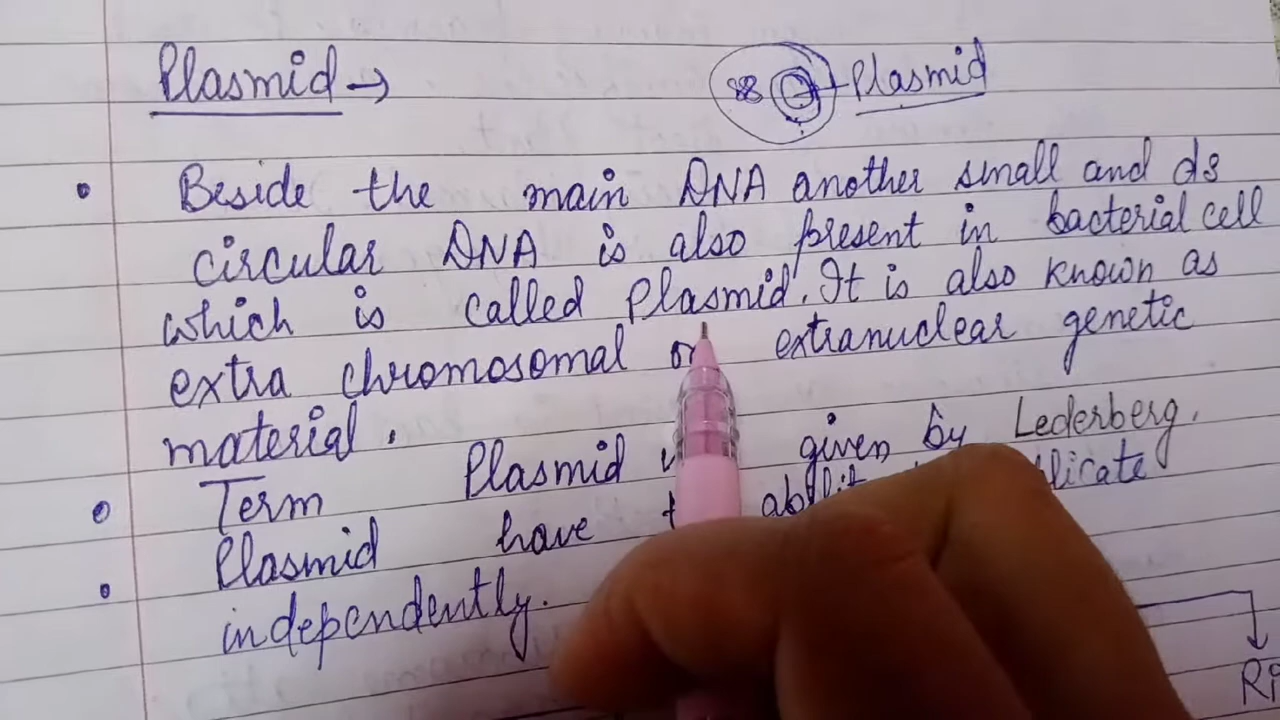 Plasmid →
Plasmid
• Beside the main DNA another small and ds
circular DNA is also present in bacterial cell
which is called Plasmid. It is also known as
extra chromosomal or extranuclear genetic
material.
• Term Plasmid given by Lederberg.
• Plasmid have
independently.